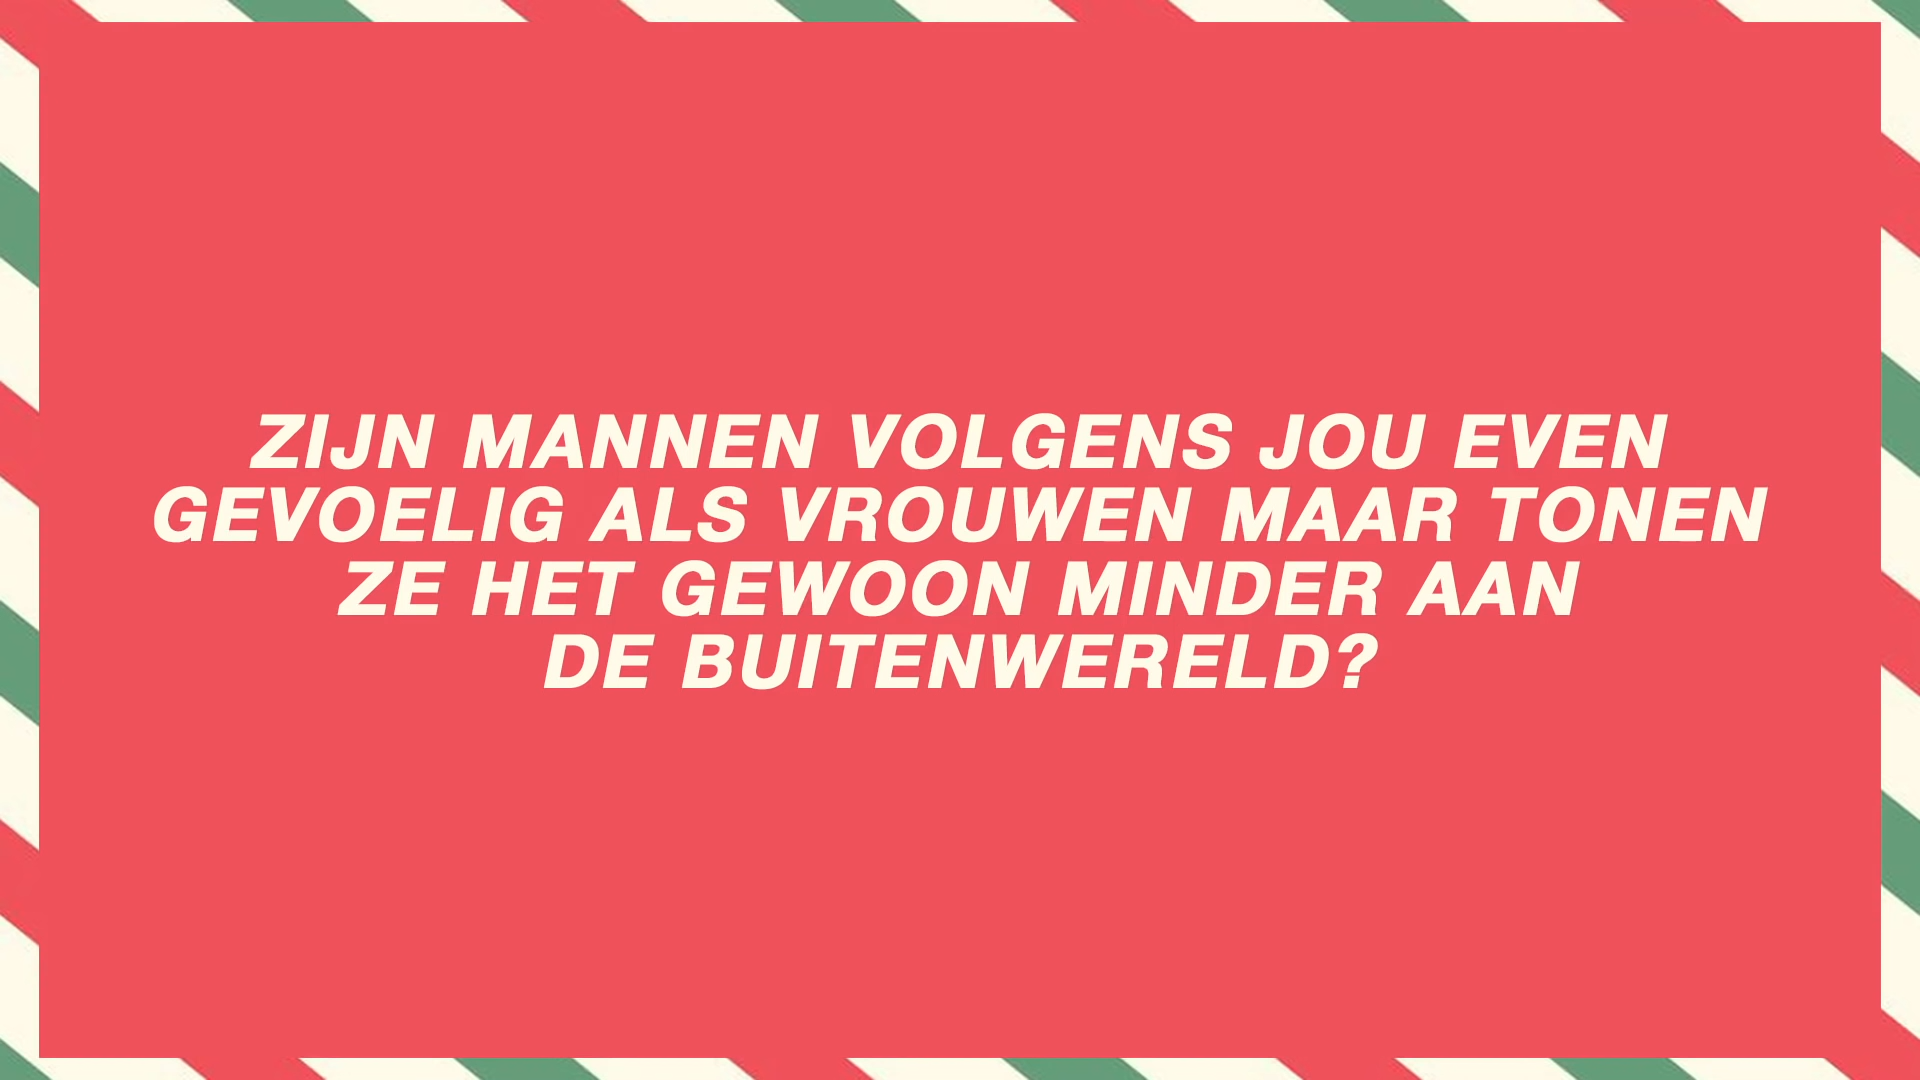 ZIJN MANNEN VOLGENS JOU EVEN
GEVOELIG ALS VROUWEN MAAR TONEN
ZE HET GEWOON MINDER AAN
DE BUITENWERELD?